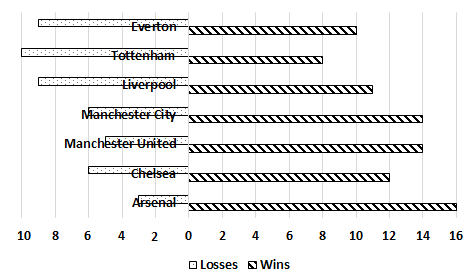 Everton
Tottenham
Liverpool
Manchester City
Manchester United
Chelsea
Arsenal
10 8 6 4 2 0 2 4 6 8 10 12 14 16
Losses Wins